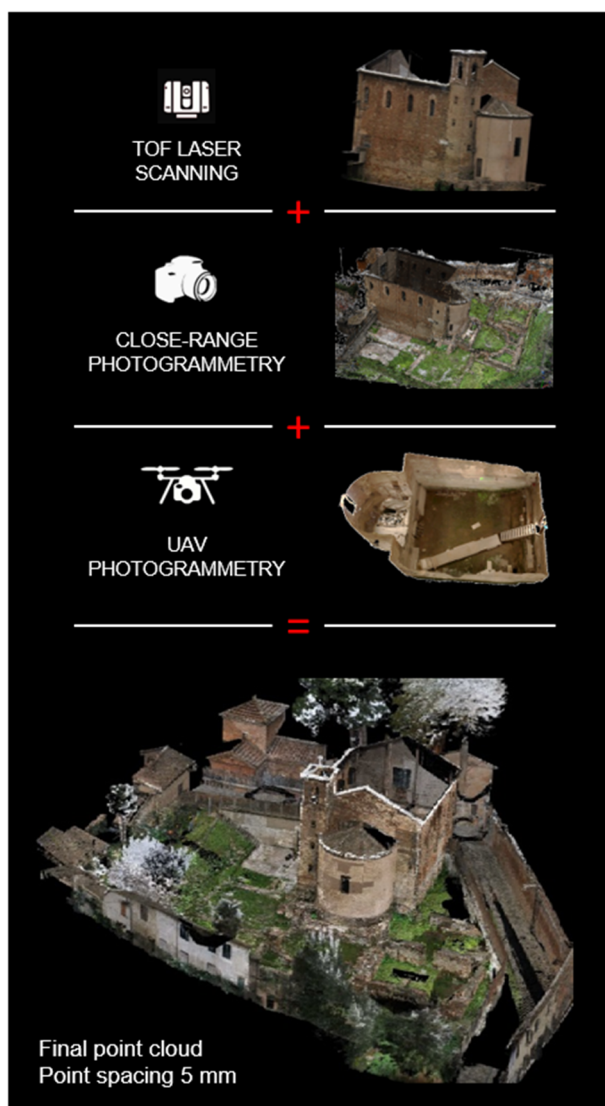 TOF LASER
SCANNING
+
CLOSE-RANGE
PHOTOGRAMMETRY
+
UAV
PHOTOGRAMMETRY
=
Final point cloud
Point spacing 5 mm